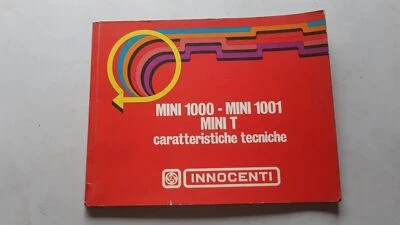 MINI 1000 - MINI 1001
MINI T
caratteristiche tecniche
INNOCENTI